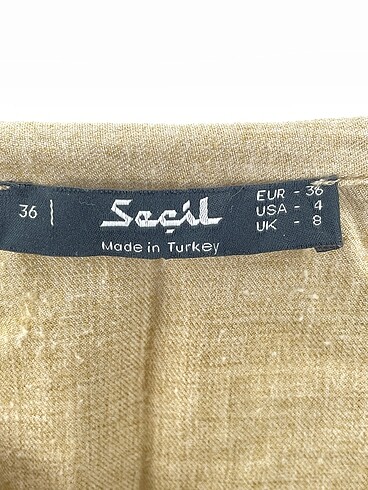 36 |
Seçil
Made in Turkey
EUR - 36
USA - 4
UK - 8